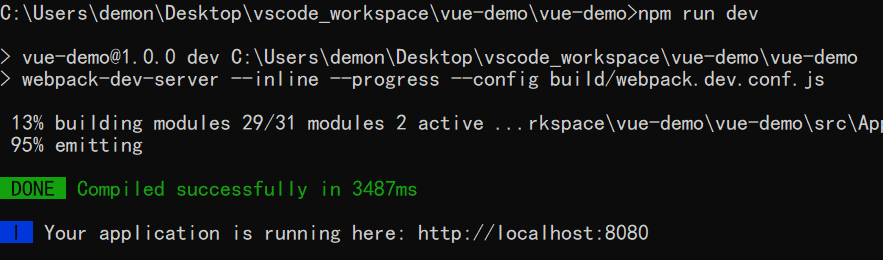 C:\Users\demon\Desktop\vscode_workspace\vue-demo\vue-demo>npm run dev
> vue-demo@1.0.0 dev C:\Users\demon\Desktop\vscode_workspace\vue-demo\vue-demo
> webpack-dev-server --inline --progress --config build/webpack.dev.conf.js
13% building modules 29/31 modules 2 active ...rkspace\vue-demo\vue-demo\src\App
95% emitting
DONE Compiled successfully in 3487ms
I Your application is running here: http://localhost:8080